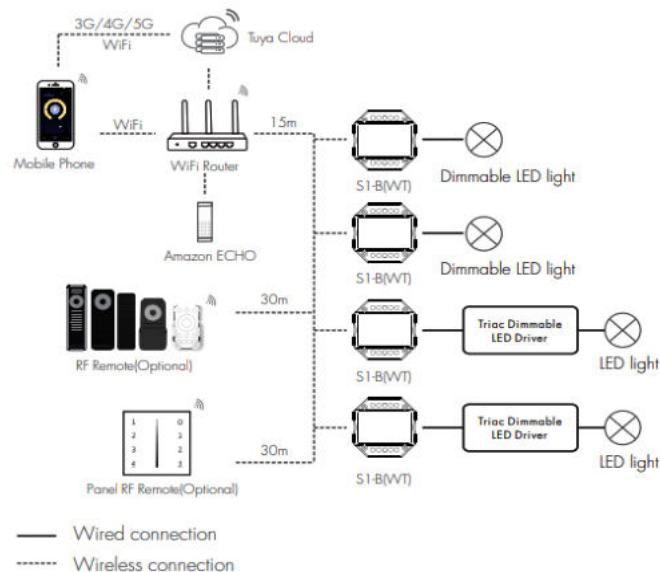 3G/4G/5G
WiFi
Tuya Cloud
WiFi
15m
Mobile Phone
WiFi Router
S1-B(WT)
Dimmable LED light
Amazon ECHO
S1-B(WT)
Dimmable LED light
30m
Triac Dimmable
LED Driver
RF Remote(Optional)
S1-B(WT)
LED light
1 0
2 1
3 2
4 3
30m
Triac Dimmable
LED Driver
Panel RF Remote(Optional)
S1-B(WT)
LED light
Wired connection
Wireless connection